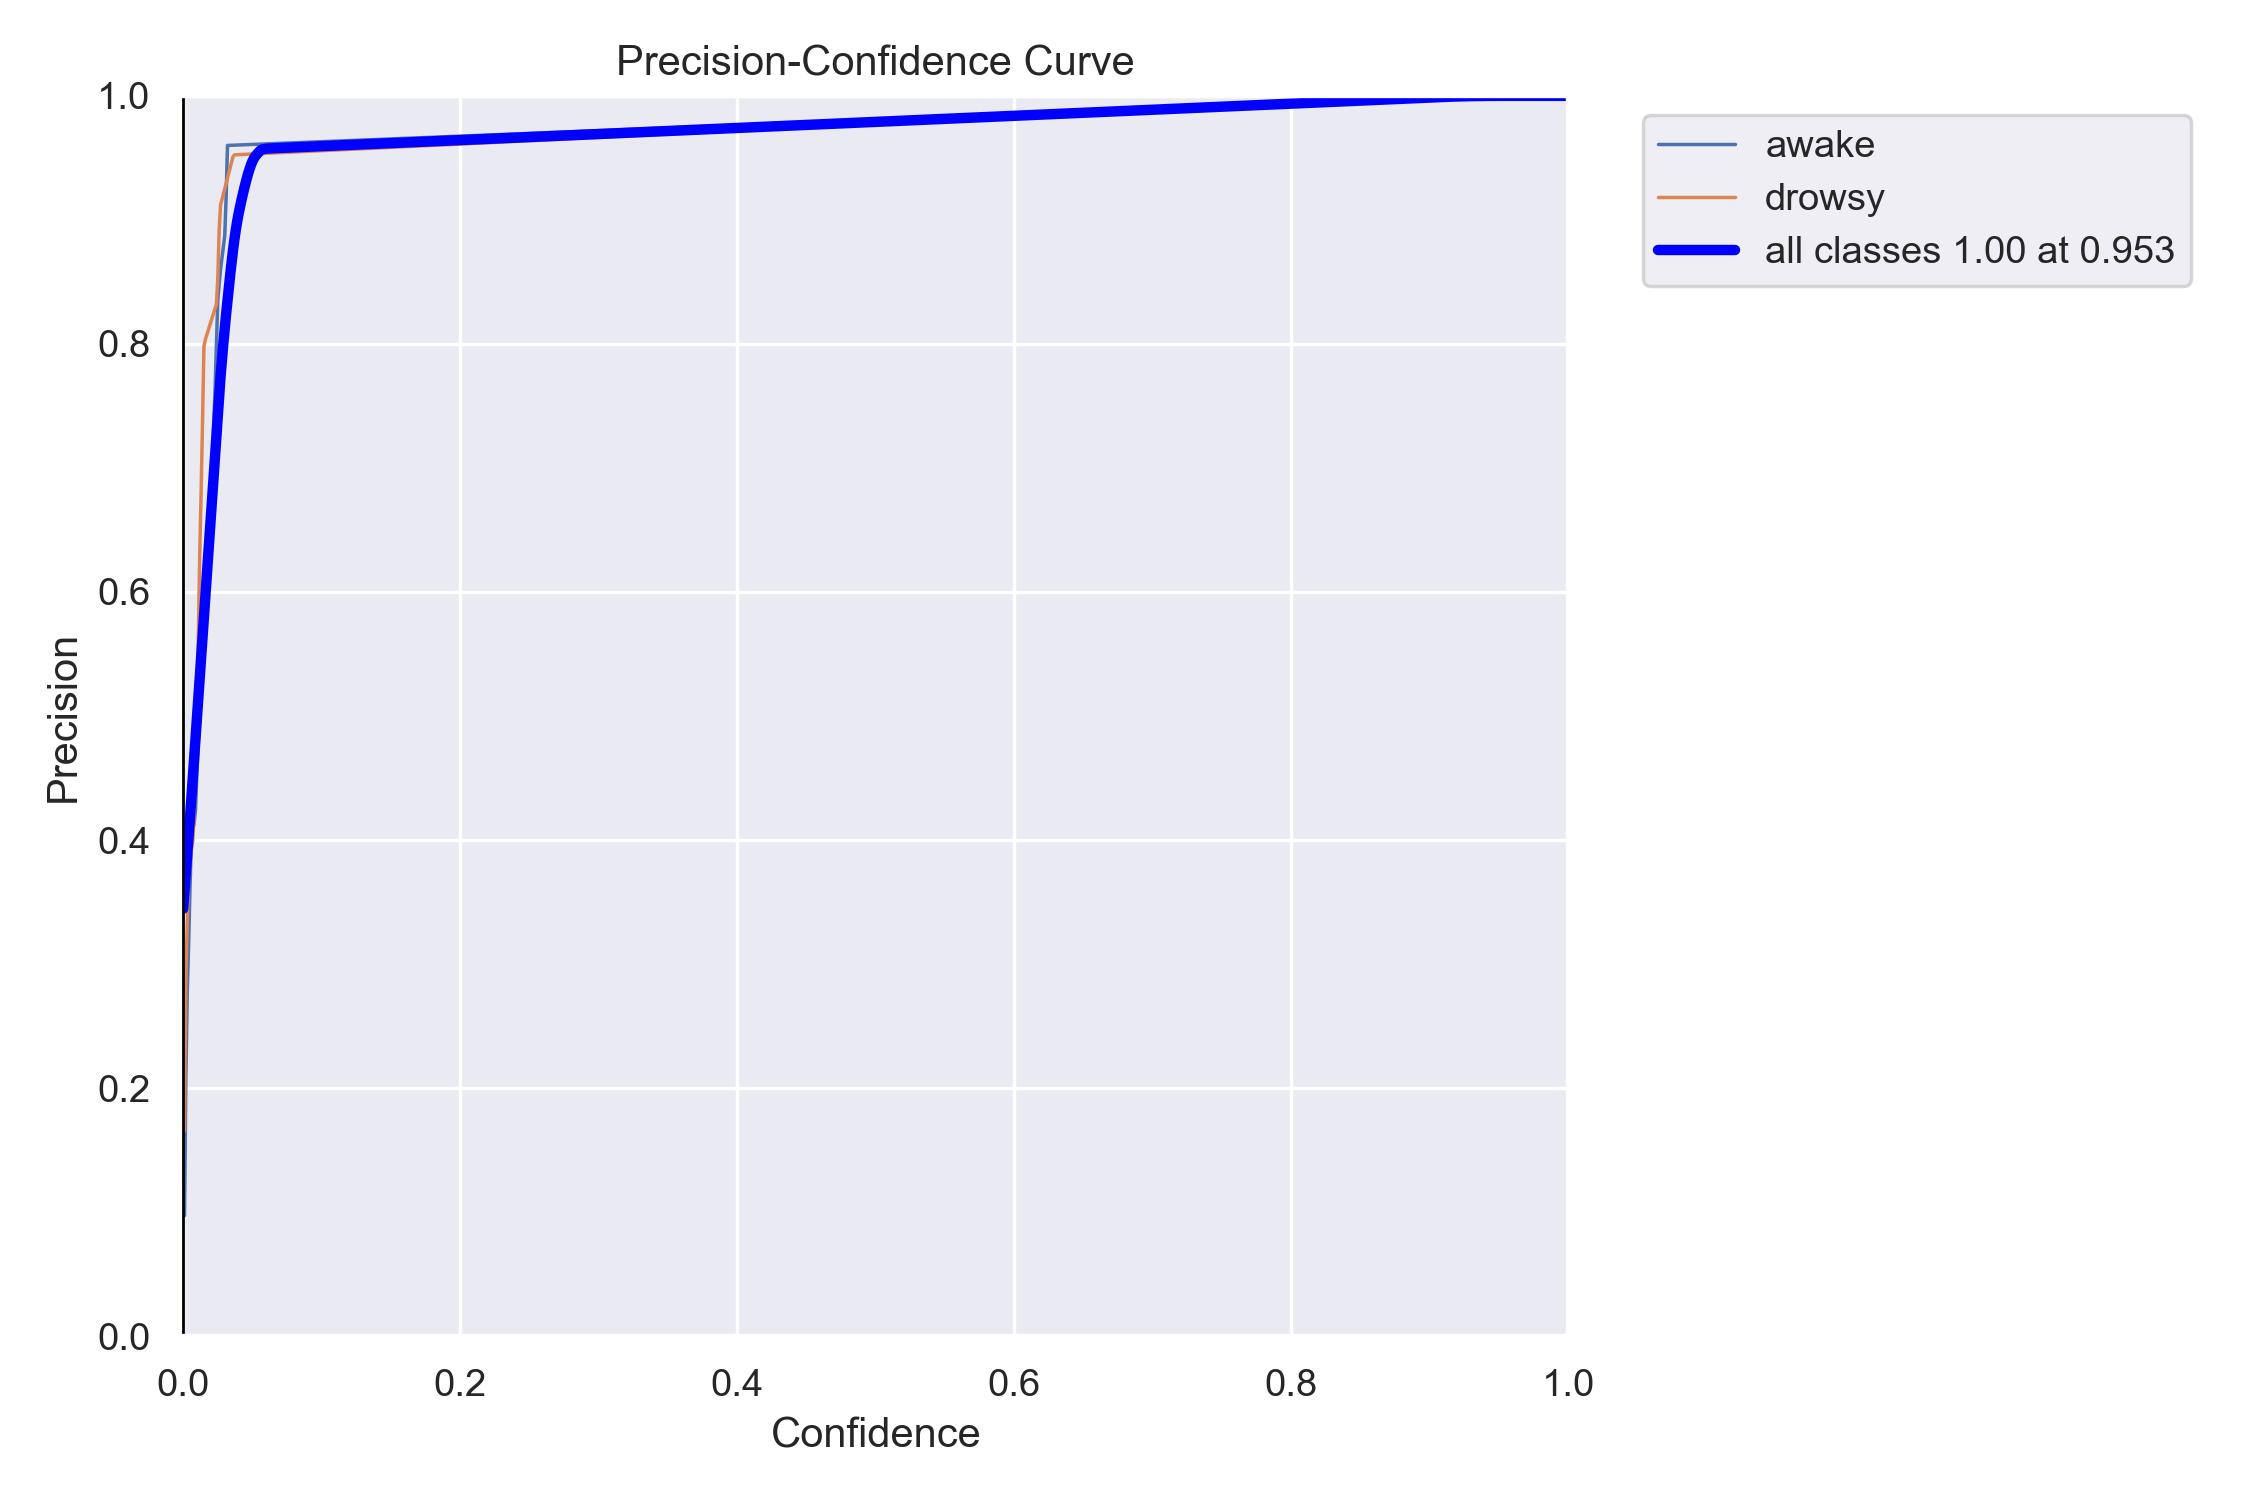 Precision-Confidence Curve
1.0
0.8
0.6
0.4
0.2
0.0
Precision
0.0 0.2 0.4 0.6 0.8 1.0
Confidence
awake
drowsy
all classes 1.00 at 0.953